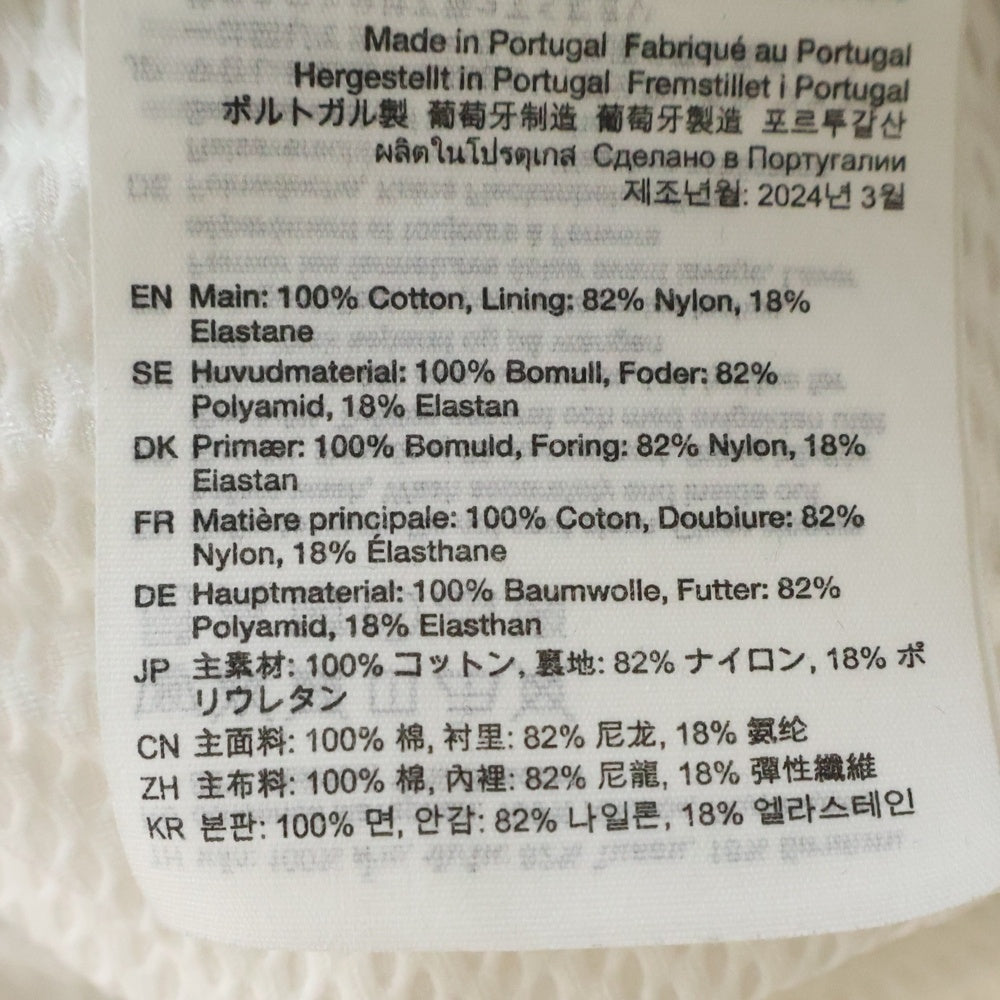 Made in Portugal Fabriqué au Portugal
Hergestellt in Portugal Fremstillet i Portugal
ポルトガル製 葡萄牙制造 葡萄牙製造 포르투갈산
ผลิตในโปรตุเกส Сделано в Португалии
제조년월: 2024년 3월
EN Main: 100% Cotton, Lining: 82% Nylon, 18%
Elastane
SE Huvudmaterial: 100% Bomull, Foder: 82%
Polyamid, 18% Elastan
DK Primær: 100% Bomuld, Foring: 82% Nylon, 18%
Elastan
FR Matière principale: 100% Coton, Doublure: 82%
Nylon, 18% Élasthane
DE Hauptmaterial: 100% Baumwolle, Futter: 82%
Polyamid, 18% Elasthan
JP 主素材: 100% コットン, 裏地: 82% ナイロン, 18% ポ
リウレタン
CN 主面料: 100% 棉, 衬里: 82% 尼龙, 18% 氨纶
ZH 主布料: 100% 棉, 內裡: 82% 尼龍, 18% 彈性纖維
KR 본판: 100% 면, 안감: 82% 나일론, 18% 엘라스테인